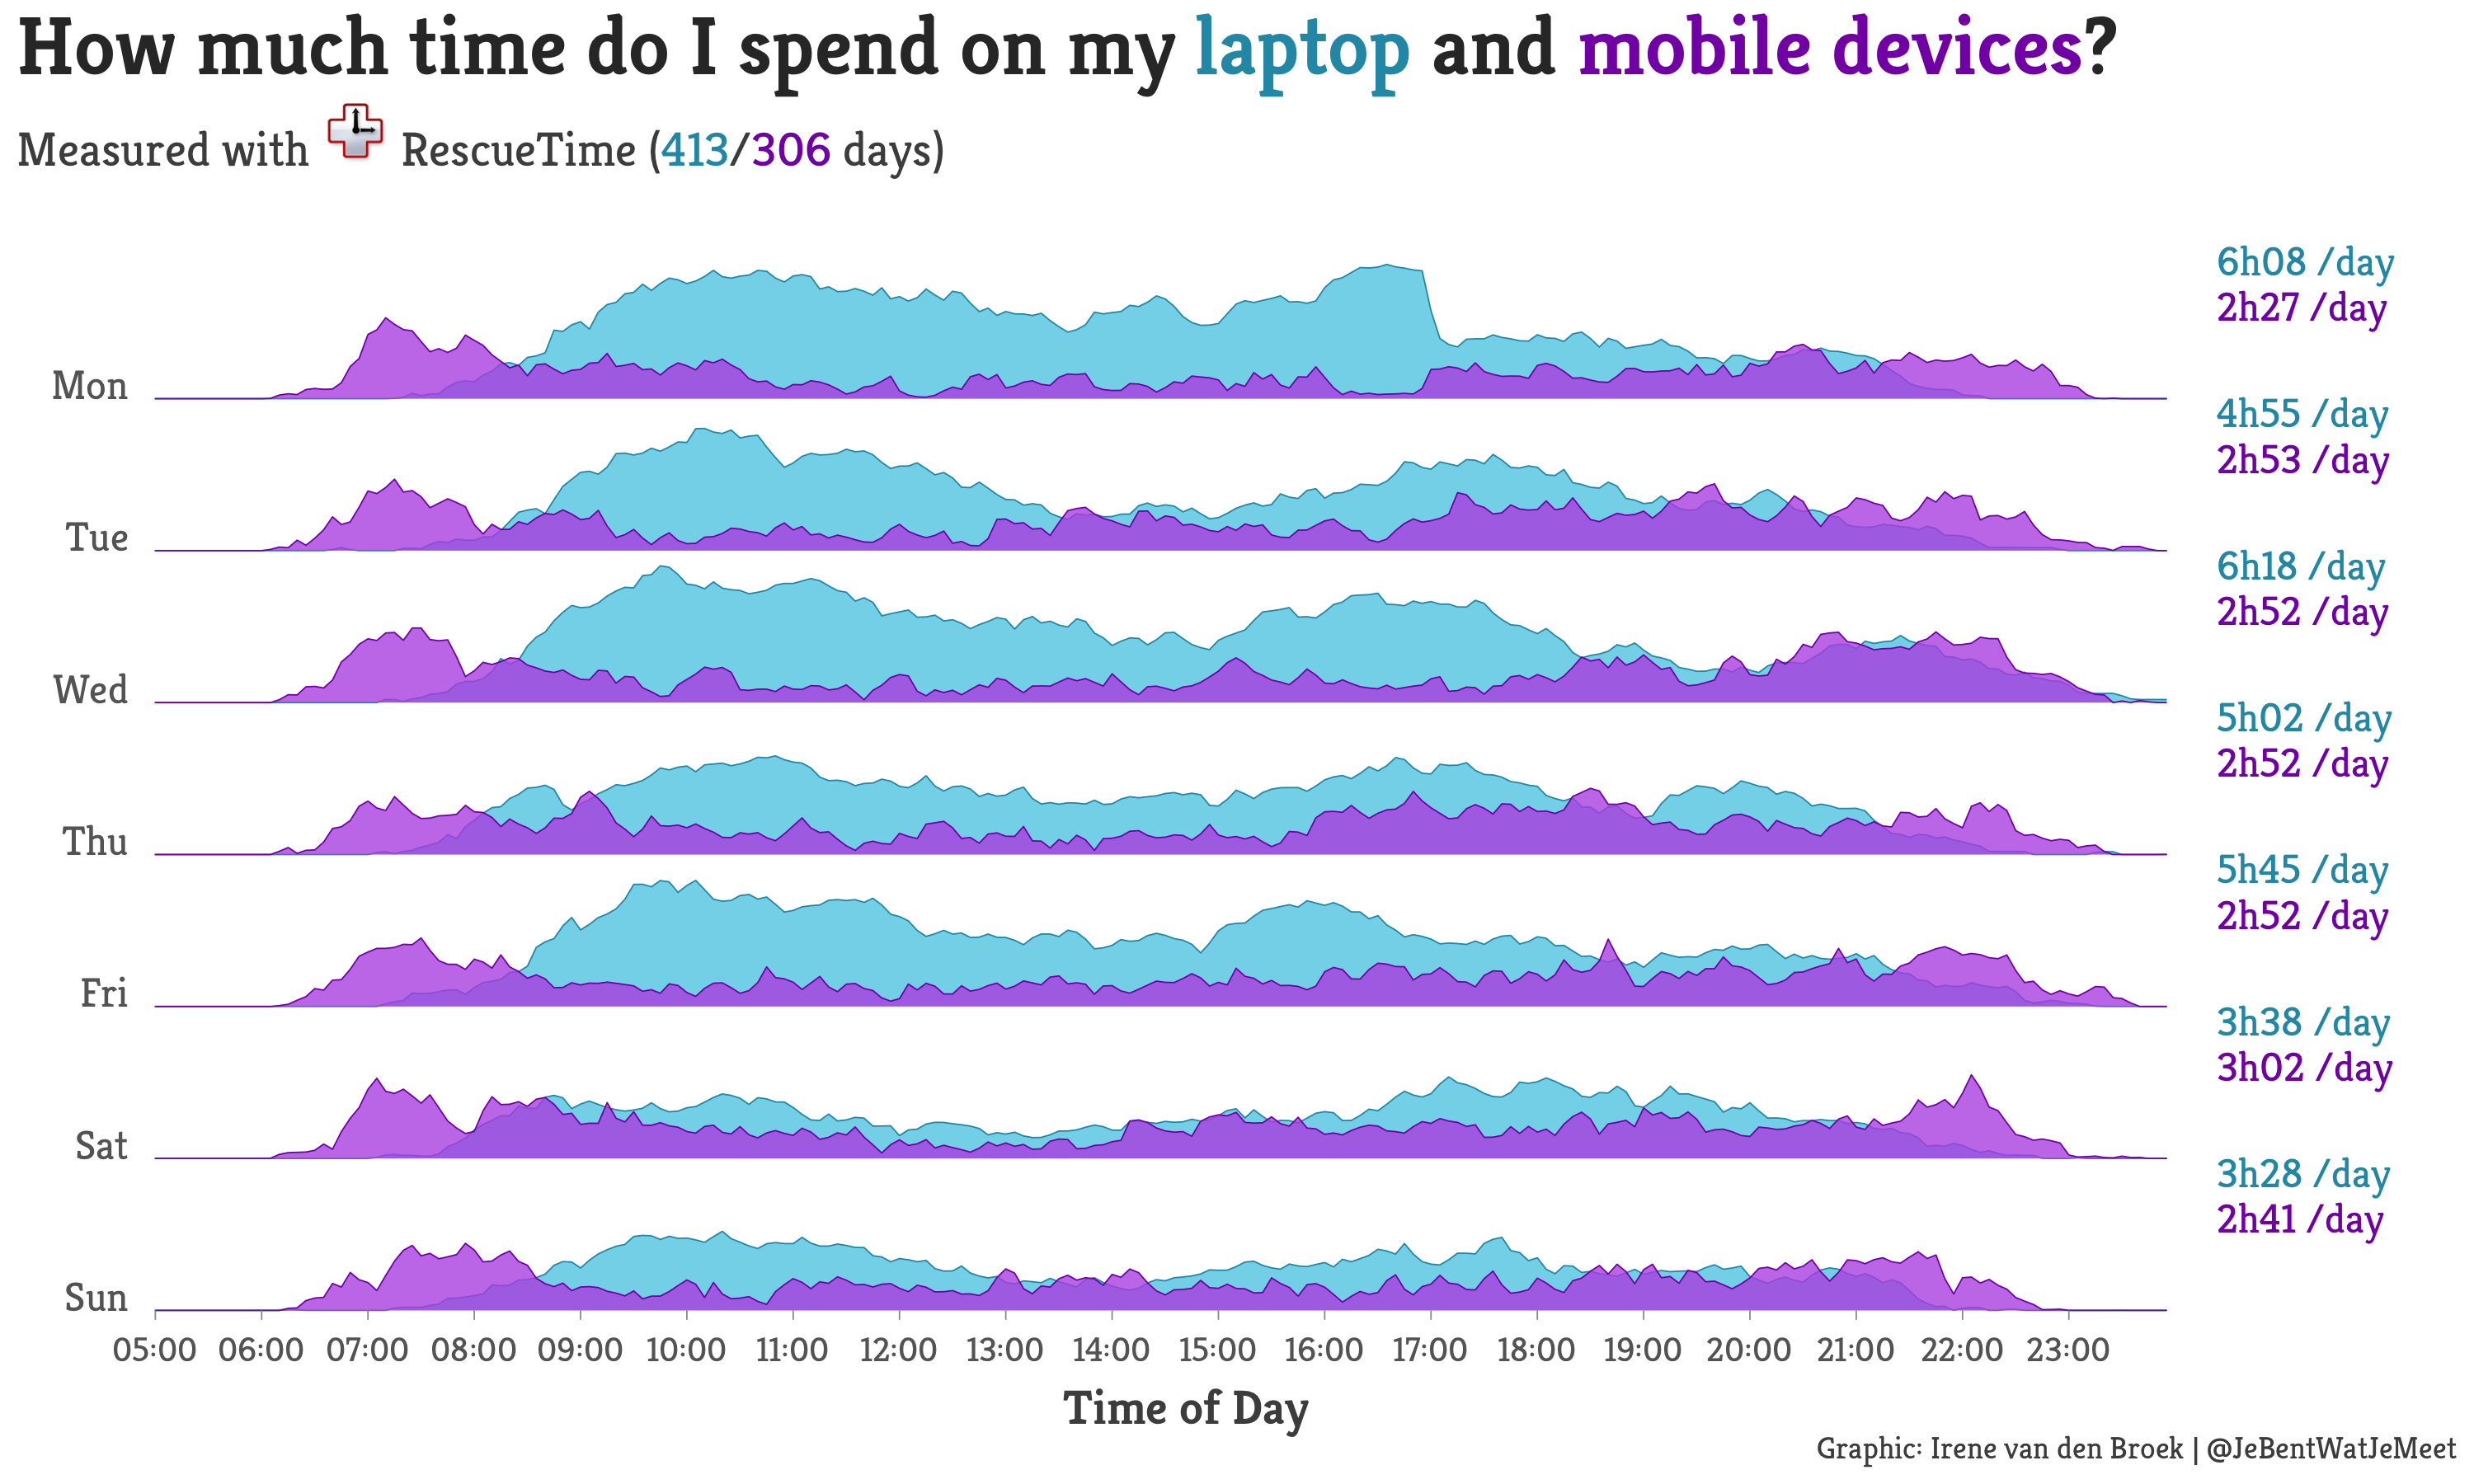 How much time do I spend on my laptop and mobile devices?
Measured with RescueTime (413/306 days)
6h08 /day
2h27 /day
Mon
4h55 /day
2h53 /day
Tue
6h18 /day
2h52 /day
Wed
5h02 /day
2h52 /day
Thu
5h45 /day
2h52 /day
Fri
3h38 /day
3h02 /day
Sat
3h28 /day
2h41 /day
Sun
05:00 06:00 07:00 08:00 09:00 10:00 11:00 12:00 13:00 14:00 15:00 16:00 17:00 18:00 19:00 20:00 21:00 22:00 23:00
Time of Day
Graphic: Irene van den Broek | @JeBentWatJeMeet